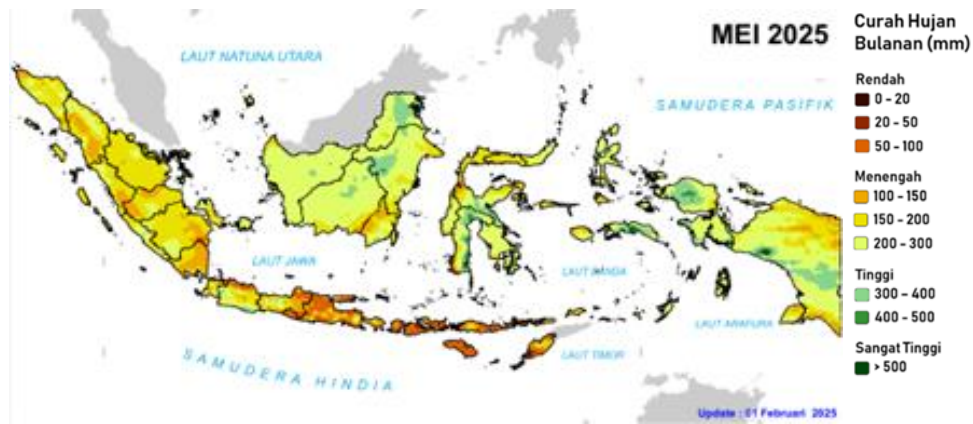 MEI 2025
LAUT NATUNA UTARA
SAMUDERA PASIFIK
LAUT JAWA
LAUT BANDA
LAUT ARAFURA
LAUT TIMOR
SAMUDERA HINDIA
Update : 01 Februari 2025
Curah Hujan
Bulanan (mm)
Rendah
0 - 20
20 - 50
50 - 100
Menengah
100 - 150
150 - 200
200 - 300
Tinggi
300 - 400
400 - 500
Sangat Tinggi
> 500